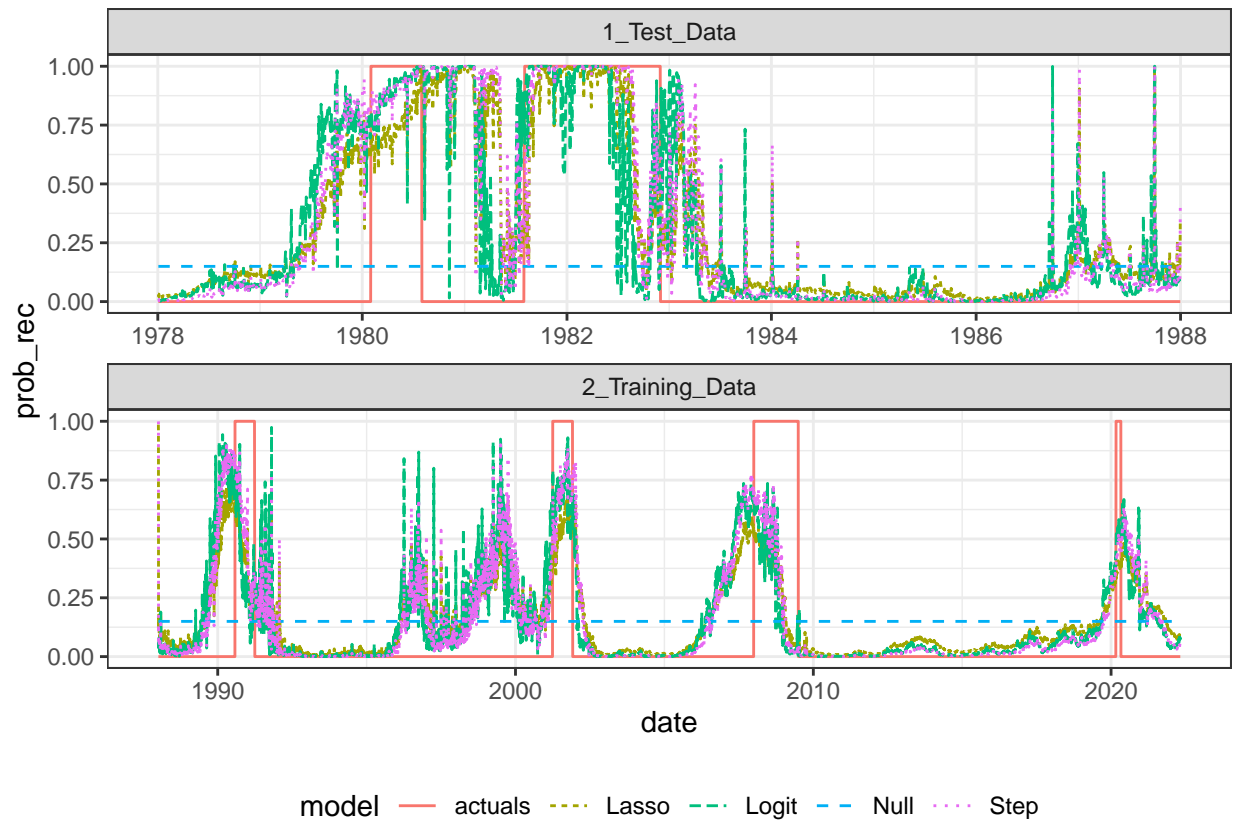 1_Test_Data
1.00
0.75
0.50
0.25
0.00
1978 1980 1982 1984 1986 1988
prob_rec
2_Training_Data
1.00
0.75
0.50
0.25
0.00
1990 2000 2010 2020
date
model actuals Lasso Logit Null Step